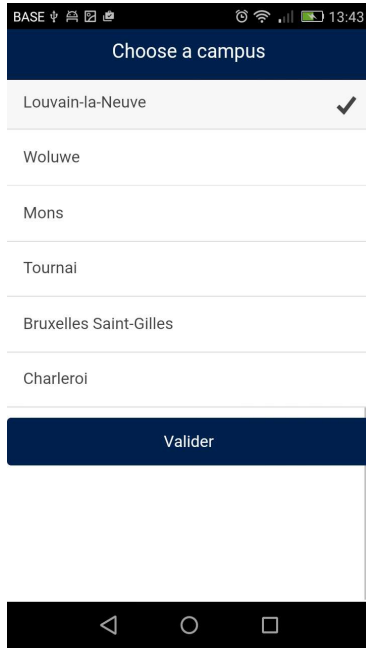 BASE 13:43
Choose a campus
Louvain-la-Neuve
Woluwe
Mons
Tournai
Bruxelles Saint-Gilles
Charleroi
Valider